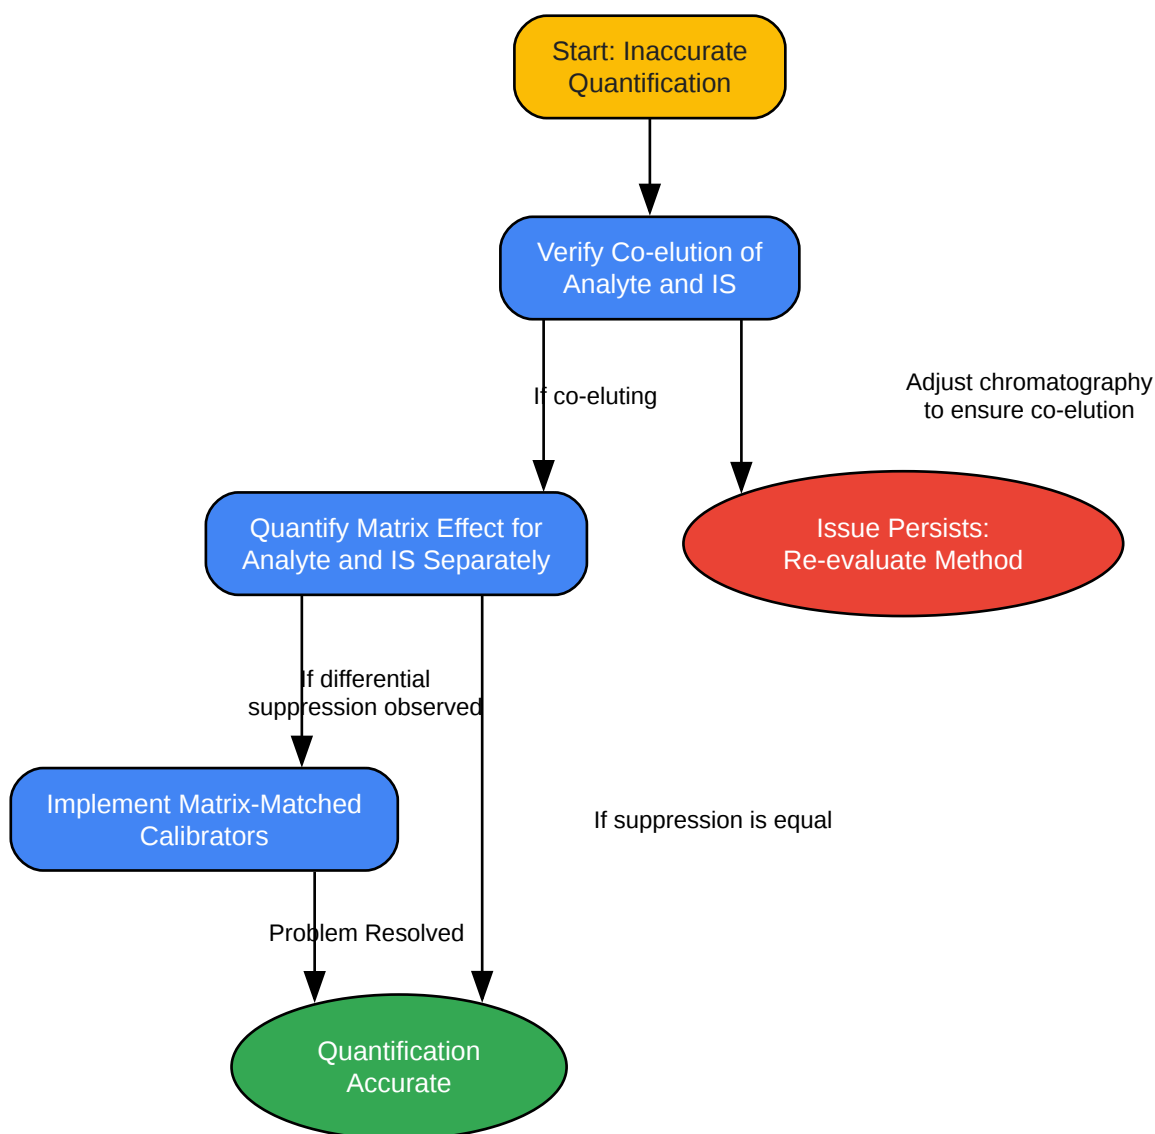 Start: Inaccurate
Quantification
Verify Co-elution of
Analyte and IS
If co-eluting
Adjust chromatography
to ensure co-elution
Quantify Matrix Effect for
Analyte and IS Separately
Issue Persists:
Re-evaluate Method
If differential
suppression observed
Implement Matrix-Matched
Calibrators
If suppression is equal
Problem Resolved
Quantification
Accurate